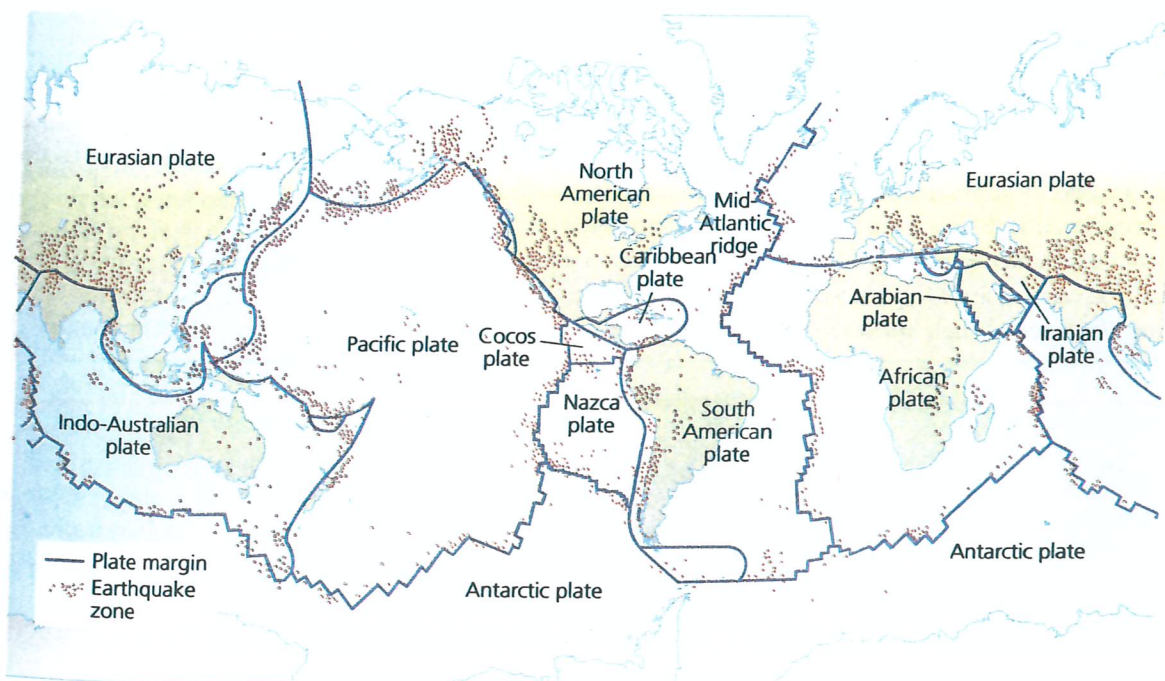 Eurasian plate
North
American
plate
Mid-
Atlantic
ridge
Eurasian plate
Caribbean
plate
Arabian
plate
Iranian
plate
Pacific plate
Cocos
plate
African
plate
Indo-Australian
plate
Nazca
plate
South
American
plate
Plate margin
Earthquake
zone
Antarctic plate
Antarctic plate